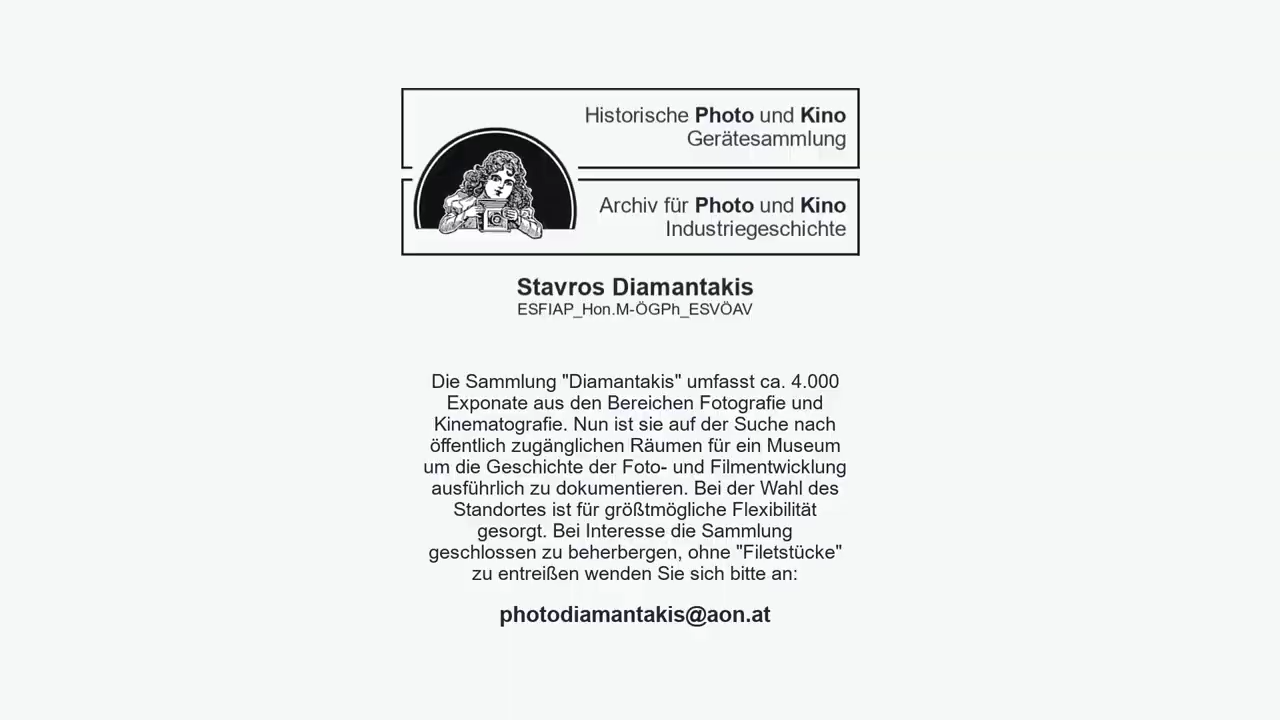 Historische Photo und Kino
Gerätesammlung
Archiv für Photo und Kino
Industriegeschichte
Stavros Diamantakis
ESFIAP_Hon.M-ÖGPh_ESVÖAV
Die Sammlung "Diamantakis" umfasst ca. 4.000
Exponate aus den Bereichen Fotografie und
Kinematografie. Nun ist sie auf der Suche nach
öffentlich zugänglichen Räumen für ein Museum
um die Geschichte der Foto- und Filmentwicklung
ausführlich zu dokumentieren. Bei der Wahl des
Standortes ist für größtmögliche Flexibilität
gesorgt. Bei Interesse die Sammlung
geschlossen zu beherbergen, ohne "Filetstücke"
zu entreißen wenden Sie sich bitte an:
photodiamantakis@aon.at